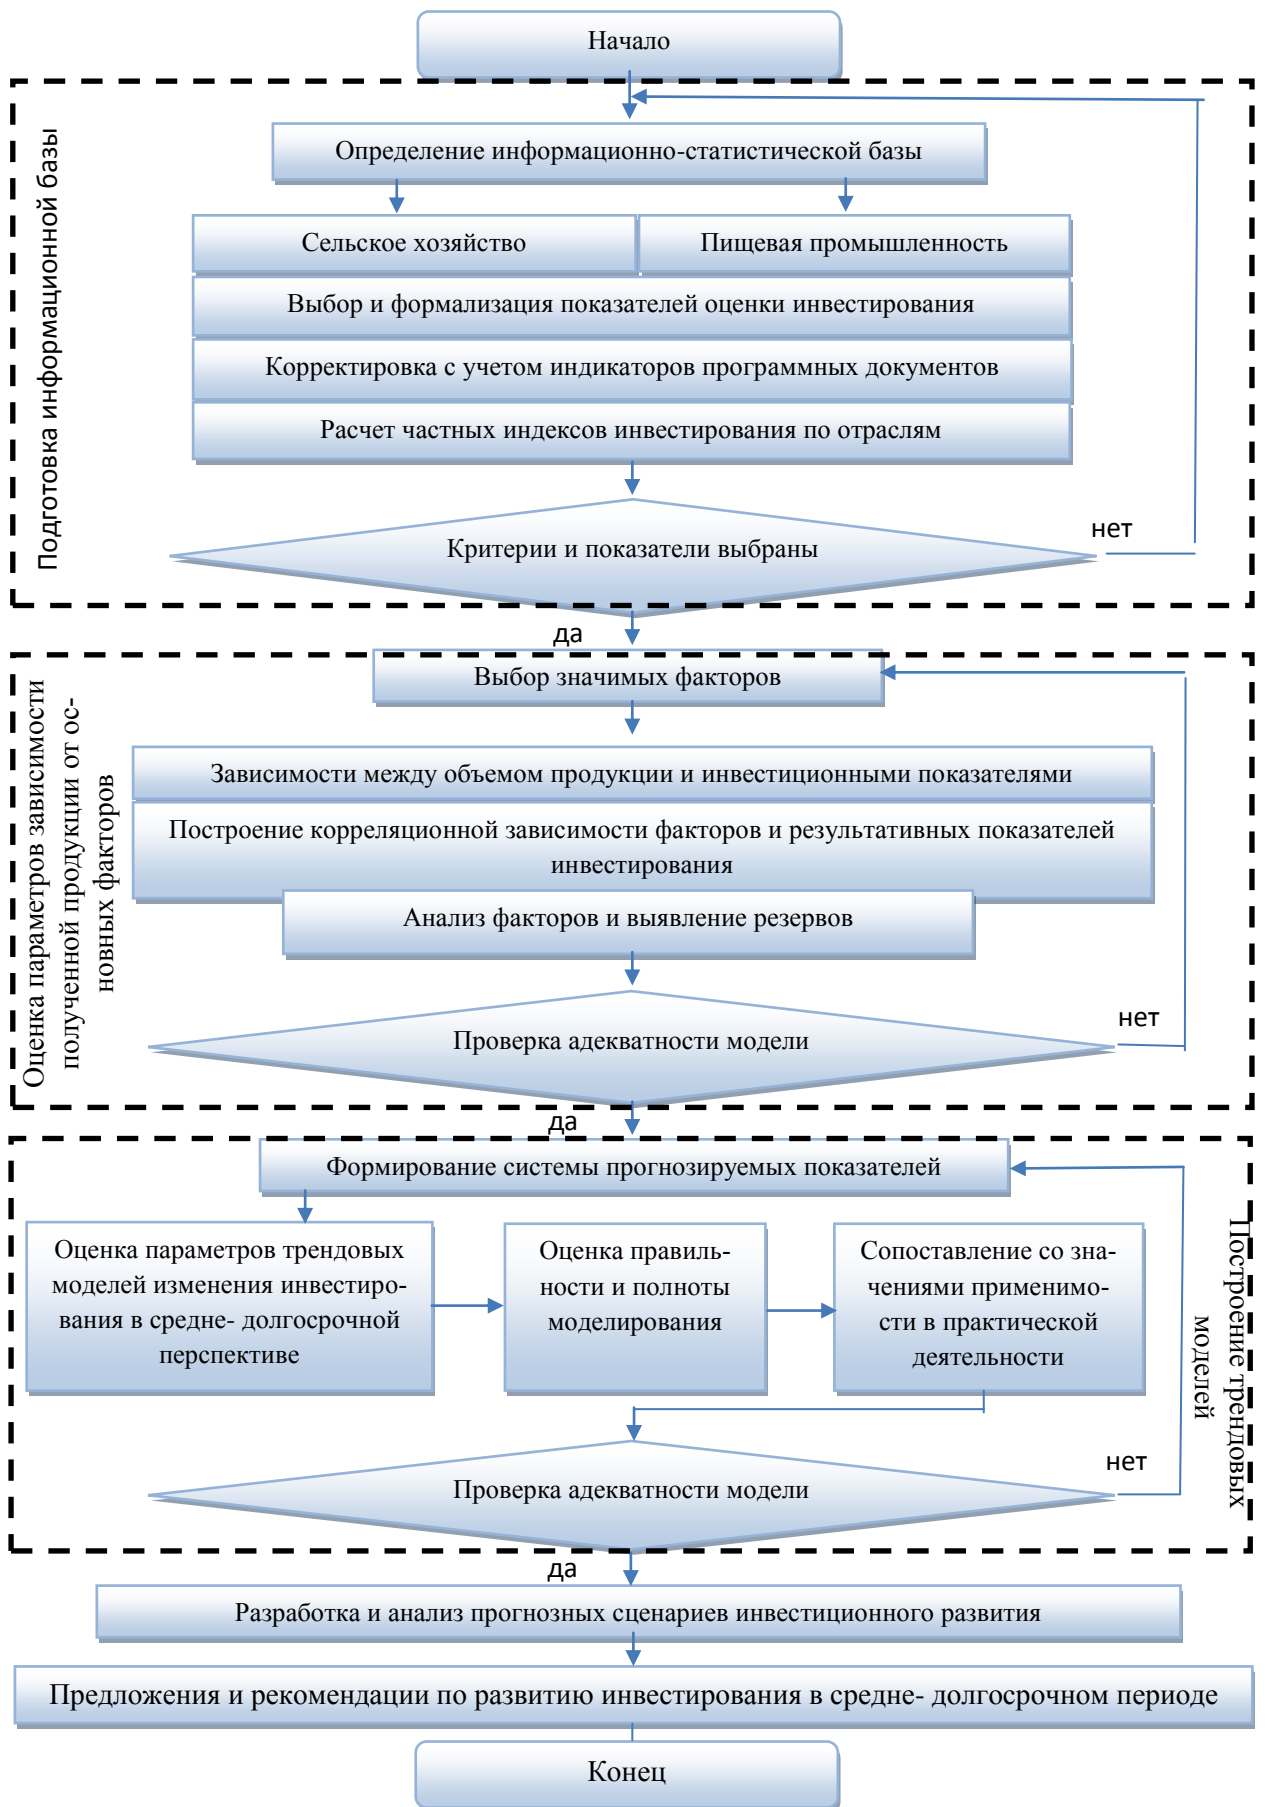 Начало
Подготовка информационной базы
Определение информационно-статистической базы
Сельское хозяйство
Пищевая промышленность
Выбор и формализация показателей оценки инвестирования
Корректировка с учетом индикаторов программных документов
Расчет частных индексов инвестирования по отраслям
Критерии и показатели выбраны
нет
да
Оценка параметров зависимости
полученной продукции от ос-
новных факторов
Выбор значимых факторов
Зависимости между объемом продукции и инвестиционными показателями
Построение корреляционной зависимости факторов и результативных показателей
инвестирования
Анализ факторов и выявление резервов
Проверка адекватности модели
нет
да
Построение трендовых
моделей
Формирование системы прогнозируемых показателей
Оценка параметров трендовых
моделей изменения инвестиро-
вания в средне- долгосрочной
перспективе
Оценка правиль-
ности и полноты
моделирования
Сопоставление со зна-
чениями применимо-
сти в практической
деятельности
Проверка адекватности модели
нет
да
Разработка и анализ прогнозных сценариев инвестиционного развития
Предложения и рекомендации по развитию инвестирования в средне- долгосрочном периоде
Конец